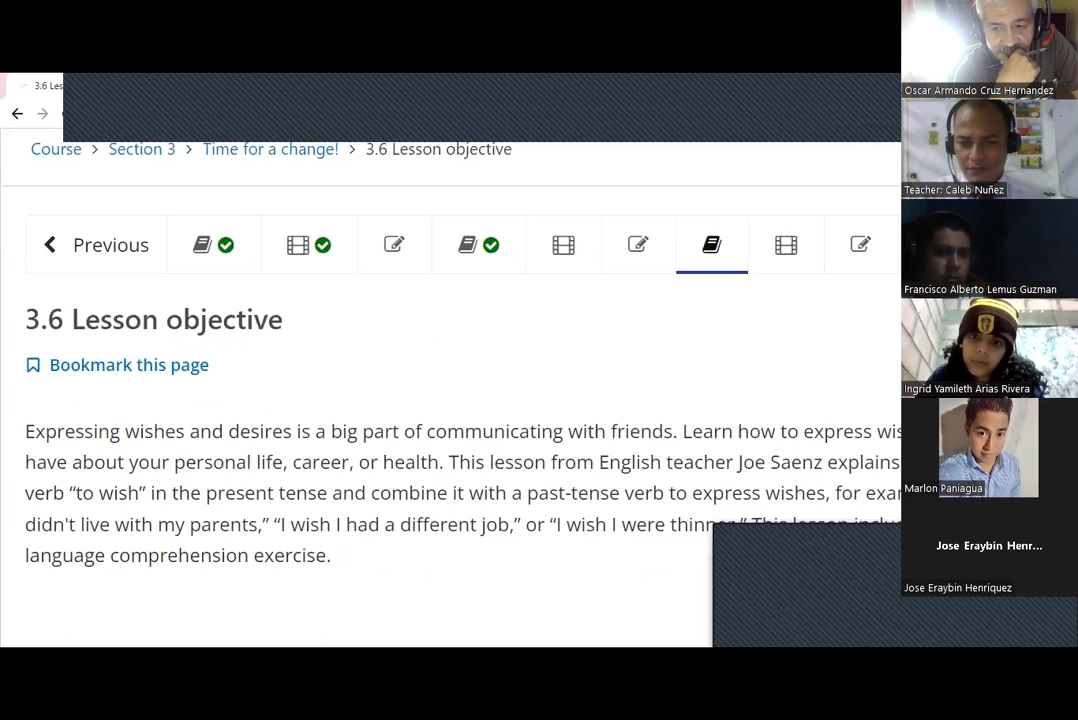 3.6 Les
Course > Section 3 > Time for a change! > 3.6 Lesson objective
Previous
3.6 Lesson objective
Bookmark this page
Expressing wishes and desires is a big part of communicating with friends. Learn how to express
have about your personal life, career, or health. This lesson from English teacher Joe Saenz explains
verb “to wish” in the present tense and combine it with a past-tense verb to express wishes, for
didn't live with my parents,” “I wish I had a different job,” or “I wish I were thinner.” This lesson
language comprehension exercise.
Oscar Armando Cruz Hernandez
Teacher: Caleb Nuñez
Francisco Alberto Lemus Guzman
Ingrid Yamileth Arias Rivera
Marlon Paniagua
Jose Eraybin Henr...
Jose Eraybin Henriquez